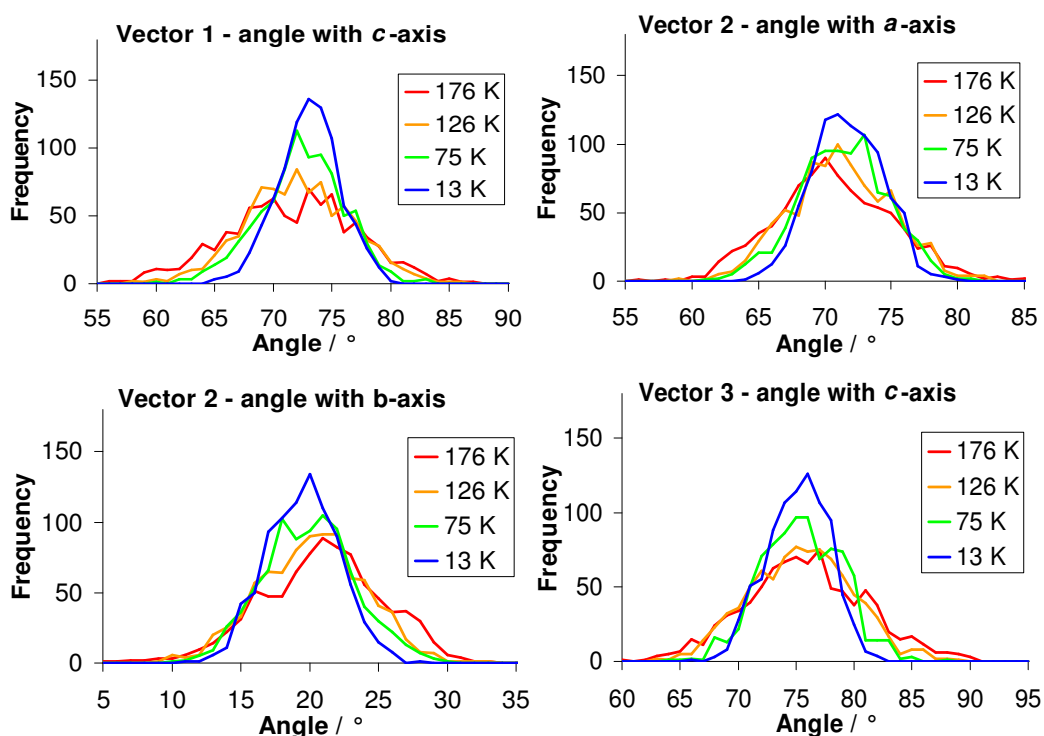 Vector 1 - angle with c-axis
Frequency
150
100
50
0
176 K
126 K
75 K
13 K
55 60 65 70 75 80 85 90
Angle / °
Vector 2 - angle with a-axis
Frequency
150
100
50
0
176 K
126 K
75 K
13 K
55 60 65 70 75 80 85
Angle / °
Vector 2 - angle with b-axis
Frequency
150
100
50
0
176 K
126 K
75 K
13 K
5 10 15 20 25 30 35
Angle / °
Vector 3 - angle with c-axis
Frequency
150
100
50
0
176 K
126 K
75 K
13 K
60 65 70 75 80 85 90 95
Angle / °